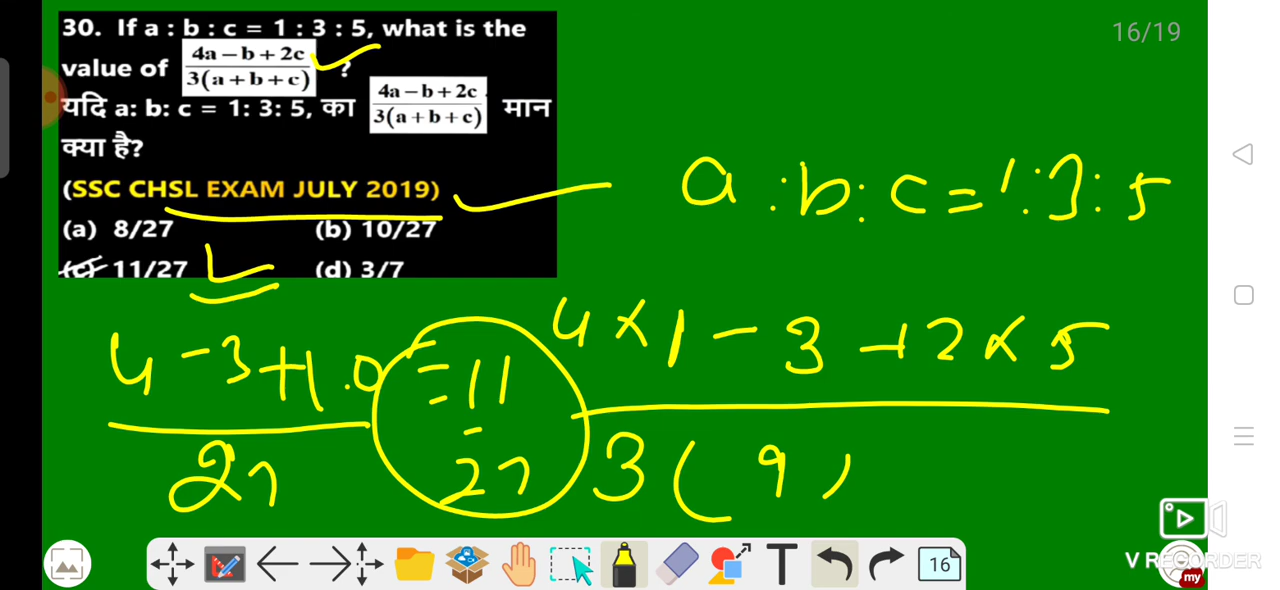 16/19
30. If a : b : c = 1 : 3 : 5, what is the
value of 4a – b + 2c / 3(a + b + c) ?
यदि a: b: c = 1: 3: 5, का 4a – b + 2c / 3(a + b + c) मान
क्या है?
(SSC CHSL EXAM JULY 2019)
(a) 8/27 (b) 10/27
(c) 11/27 (d) 3/7
a : b : c = 1 : 3 : 5
4 × 1 – 3 + 2 × 5
3 ( 9 )
4 – 3 + 10 = 11
27 27
T
16
V RECORDER
my